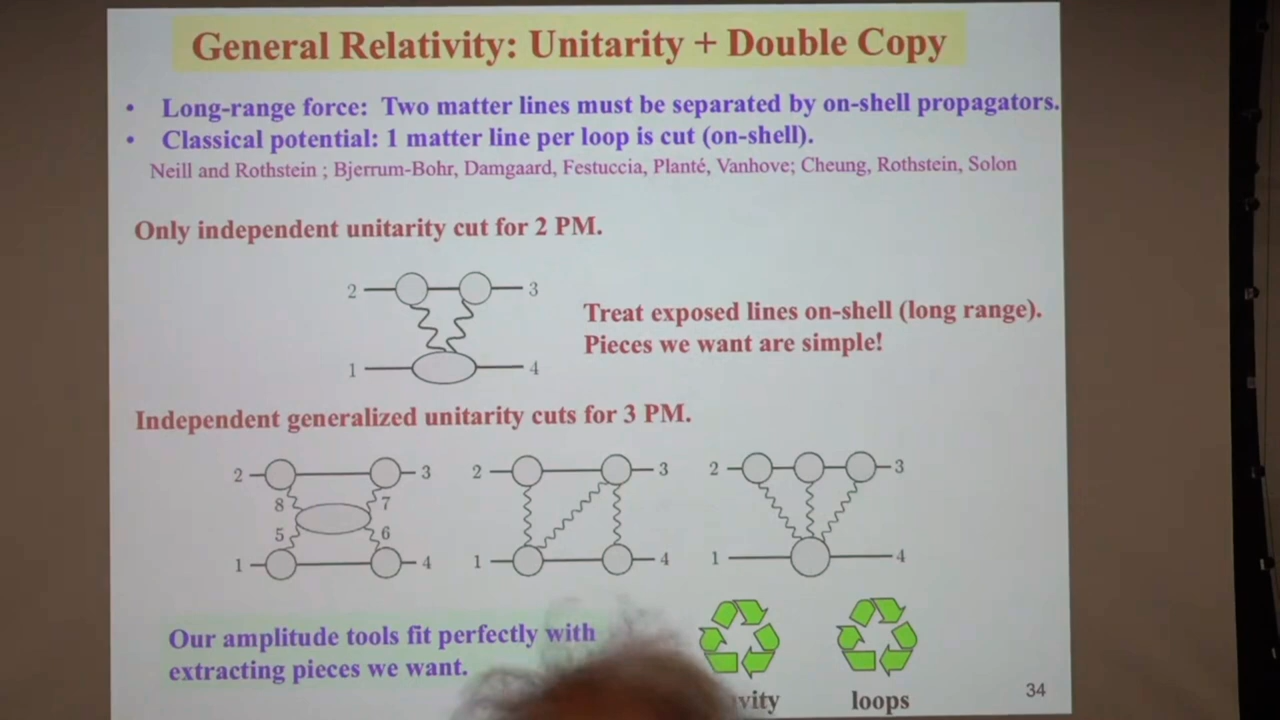 General Relativity: Unitarity + Double Copy
• Long-range force: Two matter lines must be separated by on-shell propagators.
• Classical potential: 1 matter line per loop is cut (on-shell).
Neill and Rothstein ; Bjerrum-Bohr, Damgaard, Festuccia, Planté, Vanhove; Cheung, Rothstein, Solon
Only independent unitarity cut for 2 PM.
2 3
Treat exposed lines on-shell (long range).
Pieces we want are simple!
1 4
Independent generalized unitarity cuts for 3 PM.
2 3 2 3 2 3
8 7
5 6
1 4 1 4 1 4
Our amplitude tools fit perfectly with
extracting pieces we want.
loops
34